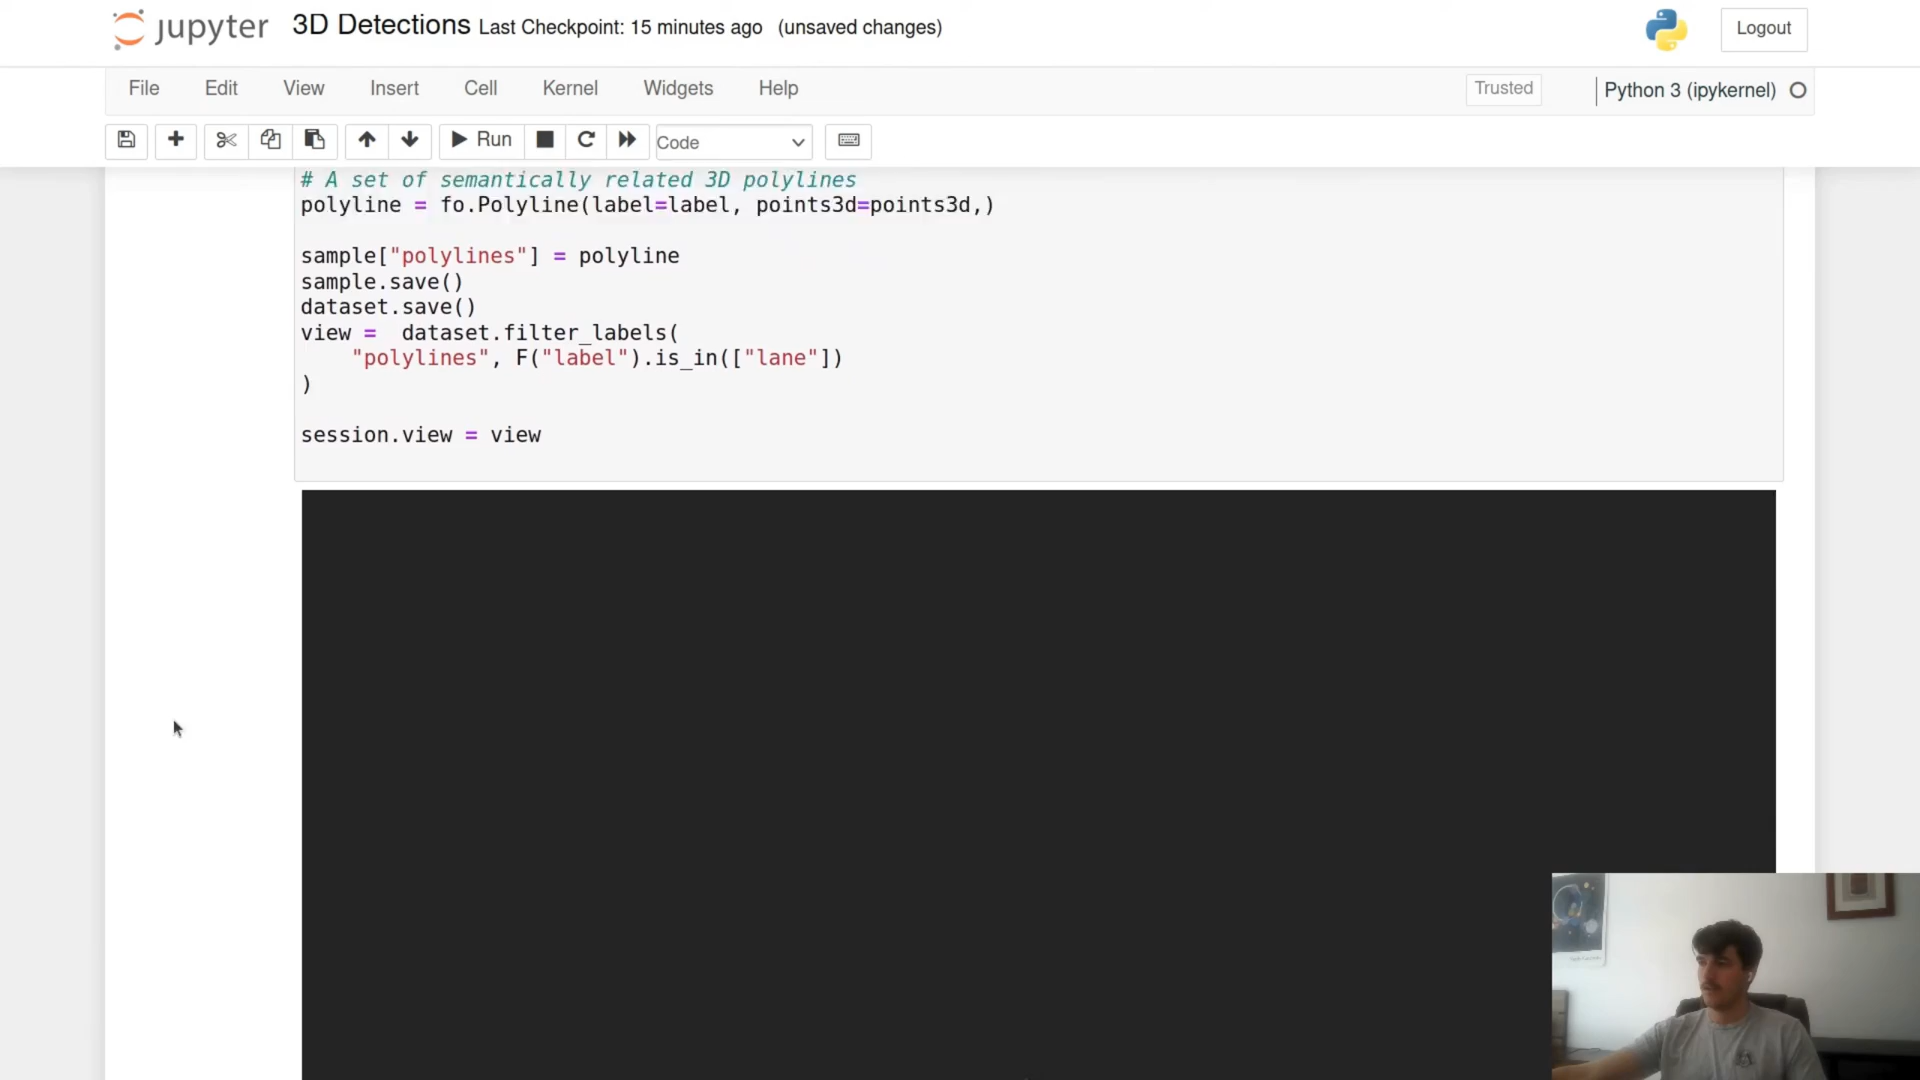 jupyter 3D Detections Last Checkpoint: 15 minutes ago (unsaved changes) Logout
File Edit View Insert Cell Kernel Widgets Help Trusted Python 3 (ipykernel)
Run Code
# A set of semantically related 3D polylines
polyline = fo.Polyline(label=label, points3d=points3d,)
sample["polylines"] = polyline
sample.save()
dataset.save()
view =  dataset.filter_labels(
    "polylines", F("label").is_in(["lane"])
)
session.view = view